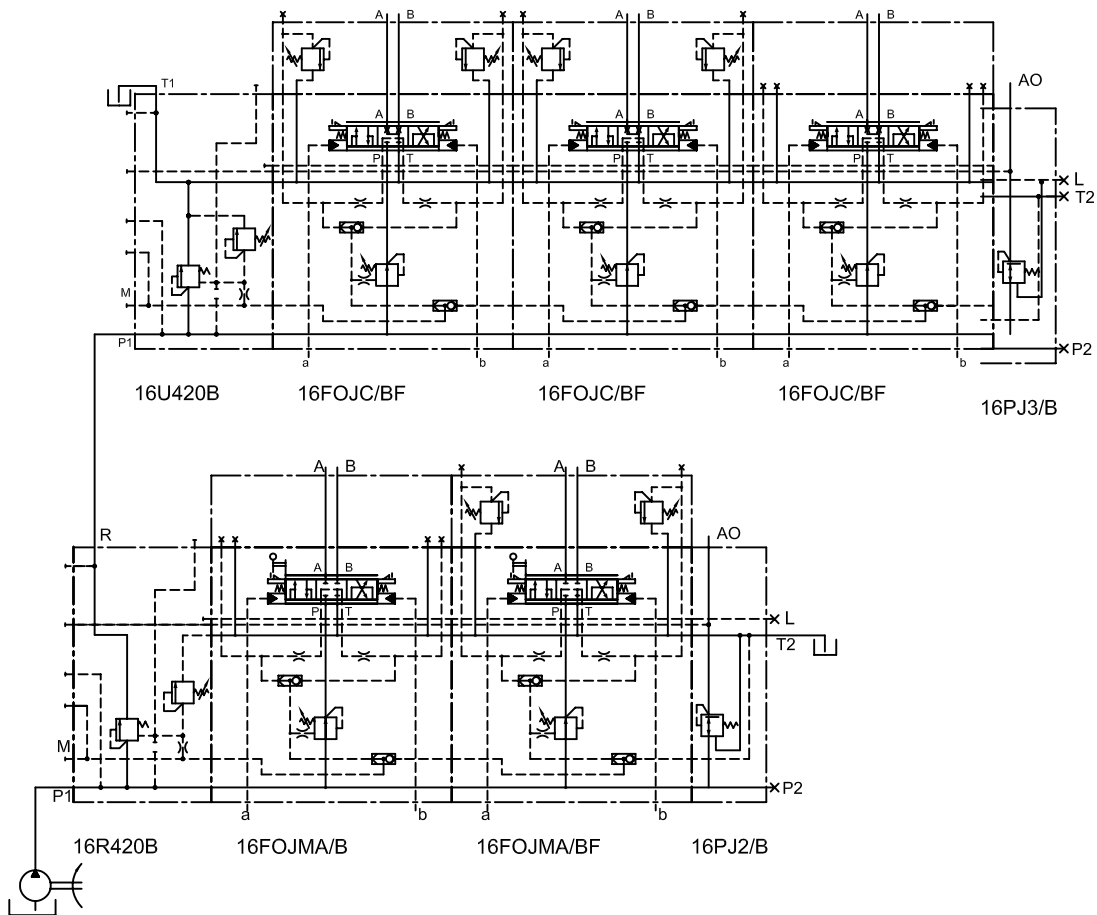 A B A B A B
T1 AO
A B A B A B
P T P T P T
L
T2
M
P1 P2
a b a b a b
16U420B 16FOJC/BF 16FOJC/BF 16FOJC/BF 16PJ3/B
A B A B
R AO
A B A B
P T P T
L
T2
M
P1 P2
a b a b
16R420B 16FOJMA/B 16FOJMA/BF 16PJ2/B